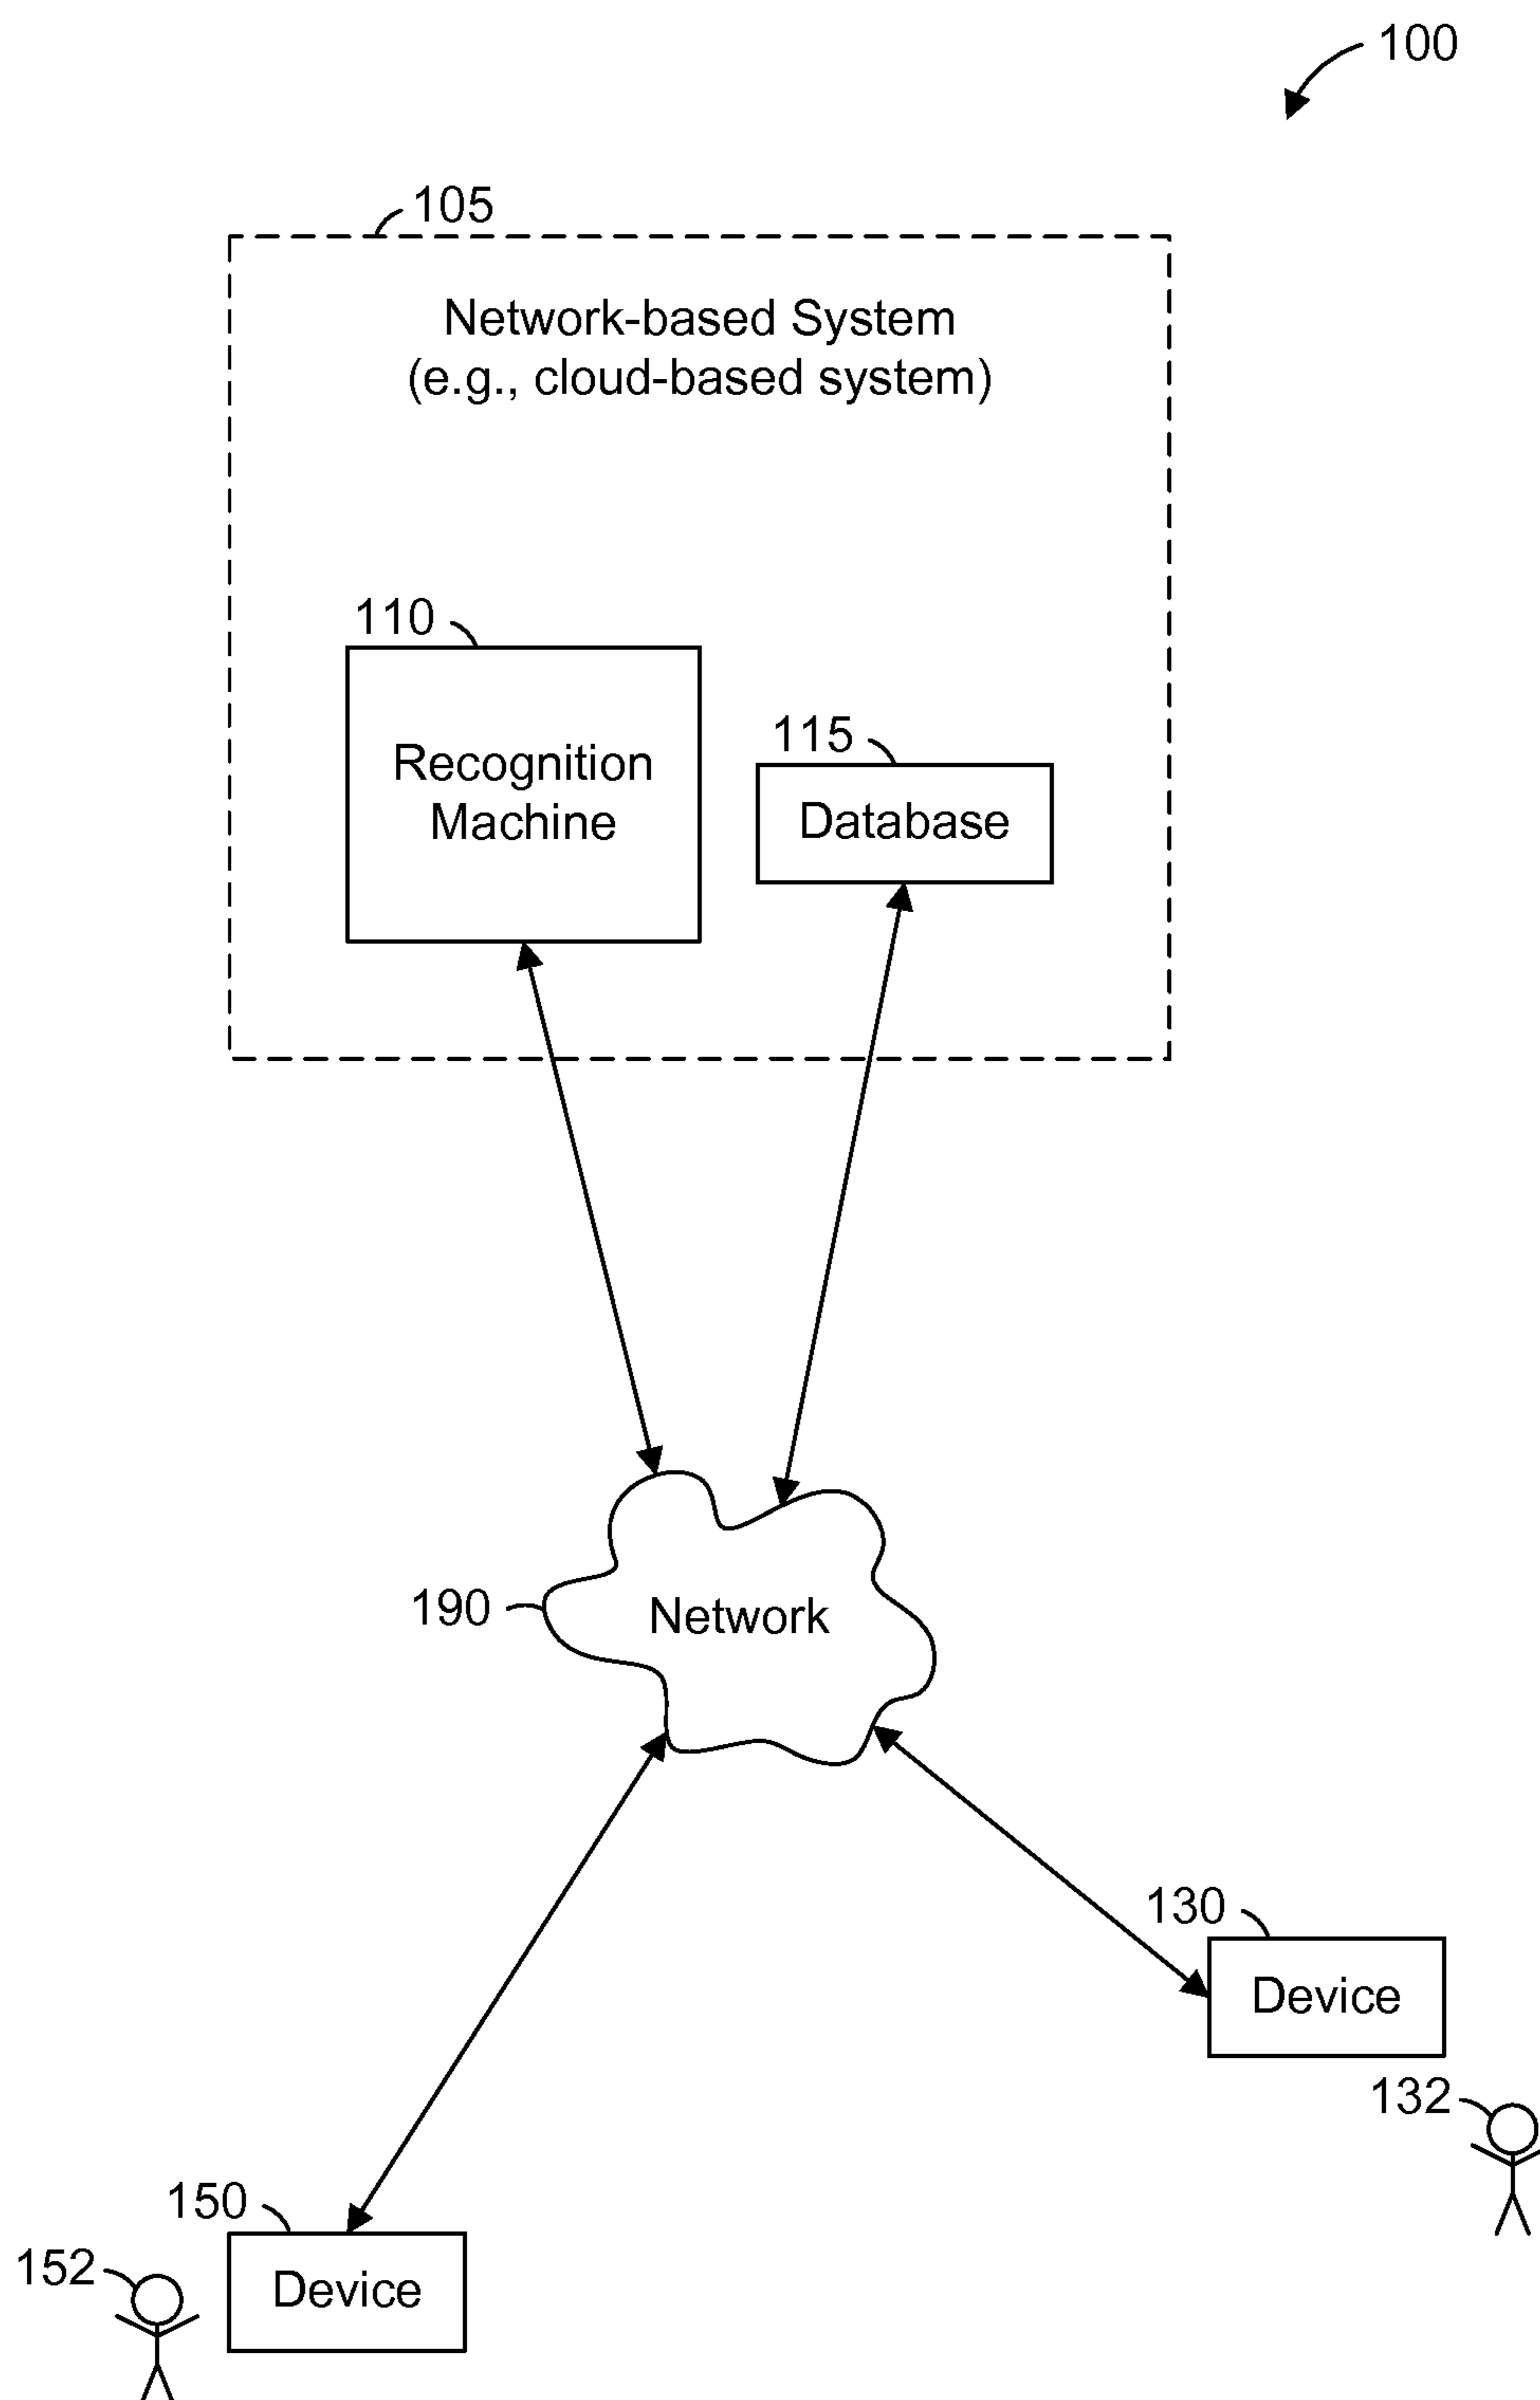 100
105
Network-based System
(e.g., cloud-based system)
110
Recognition
Machine
115
Database
190
Network
130
Device
132
150
Device
152